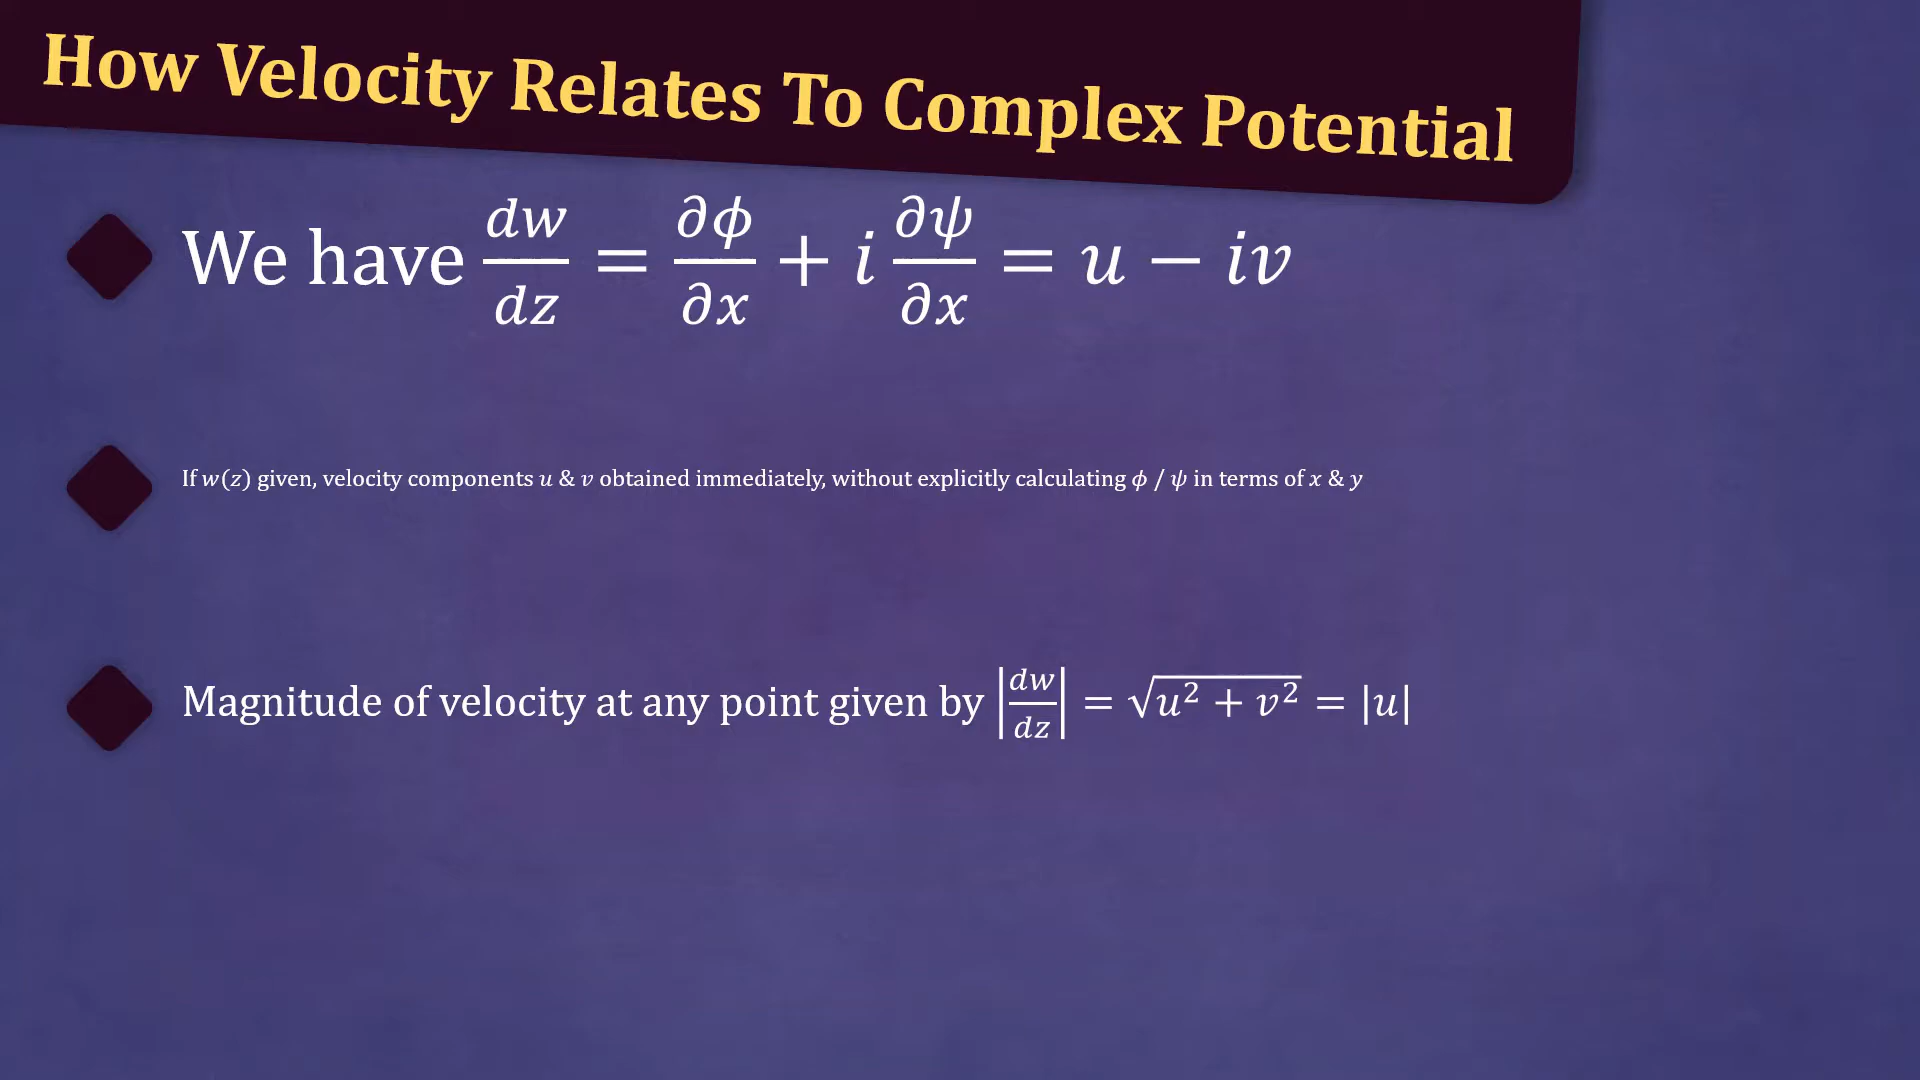 How Velocity Relates To Complex Potential
We have dw/dz = ∂ϕ/∂x + i ∂ψ/∂x = u − iv
If w(z) given, velocity components u & v obtained immediately, without explicitly calculating ϕ / ψ in terms of x & y
Magnitude of velocity at any point given by |dw/dz| = √(u² + v²) = |u|